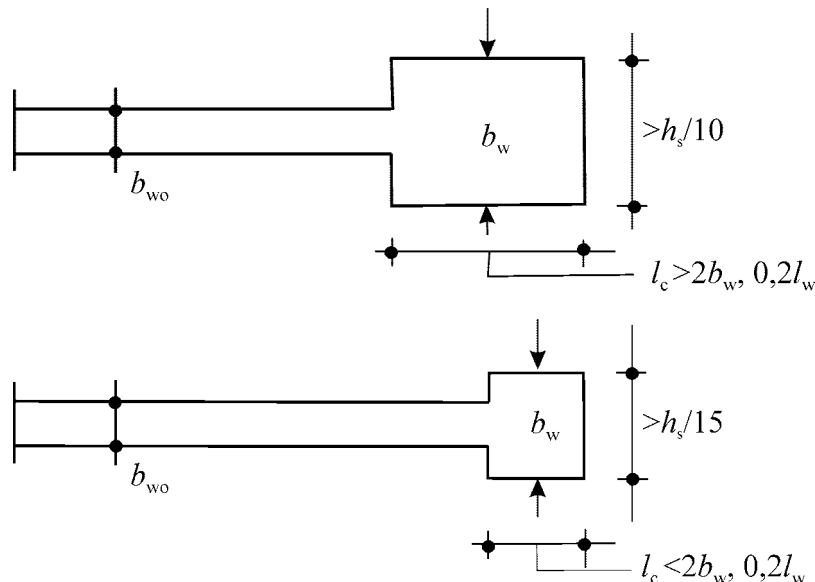 b_w
>h_s/10
b_wo
l_c>2b_w, 0,2l_w
b_w
>h_s/15
b_wo
l_c<2b_w, 0,2l_w